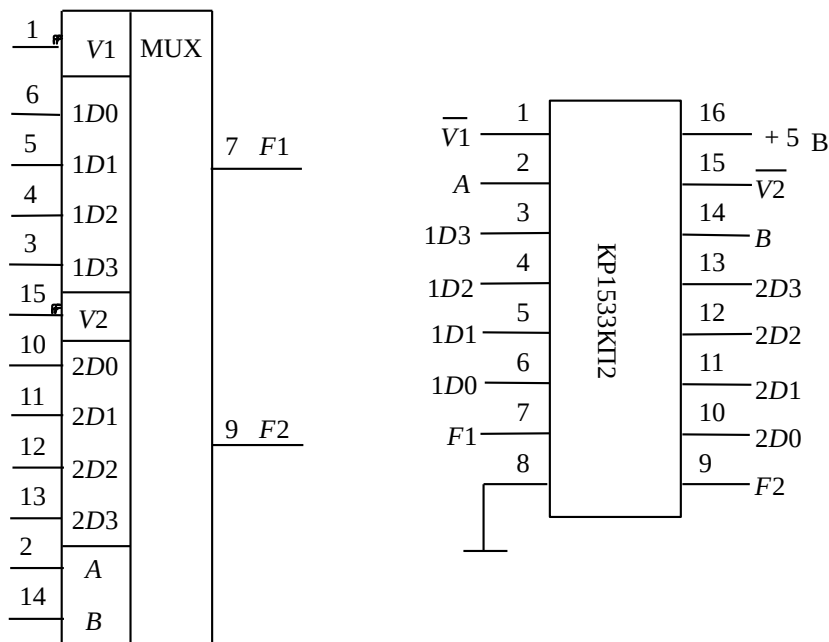 1 V1 MUX
6 1D0
5 1D1
7 F1
4 1D2
3 1D3
15 V2
10 2D0
11 2D1
9 F2
12 2D2
13 2D3
2 A
14 B
V1 1 16 + 5 В
A 2 15 V2
1D3 3 14 B
1D2 4 13 2D3
1D1 5 12 2D2
1D0 6 11 2D1
F1 7 10 2D0
8 9 F2
КР1533КП2